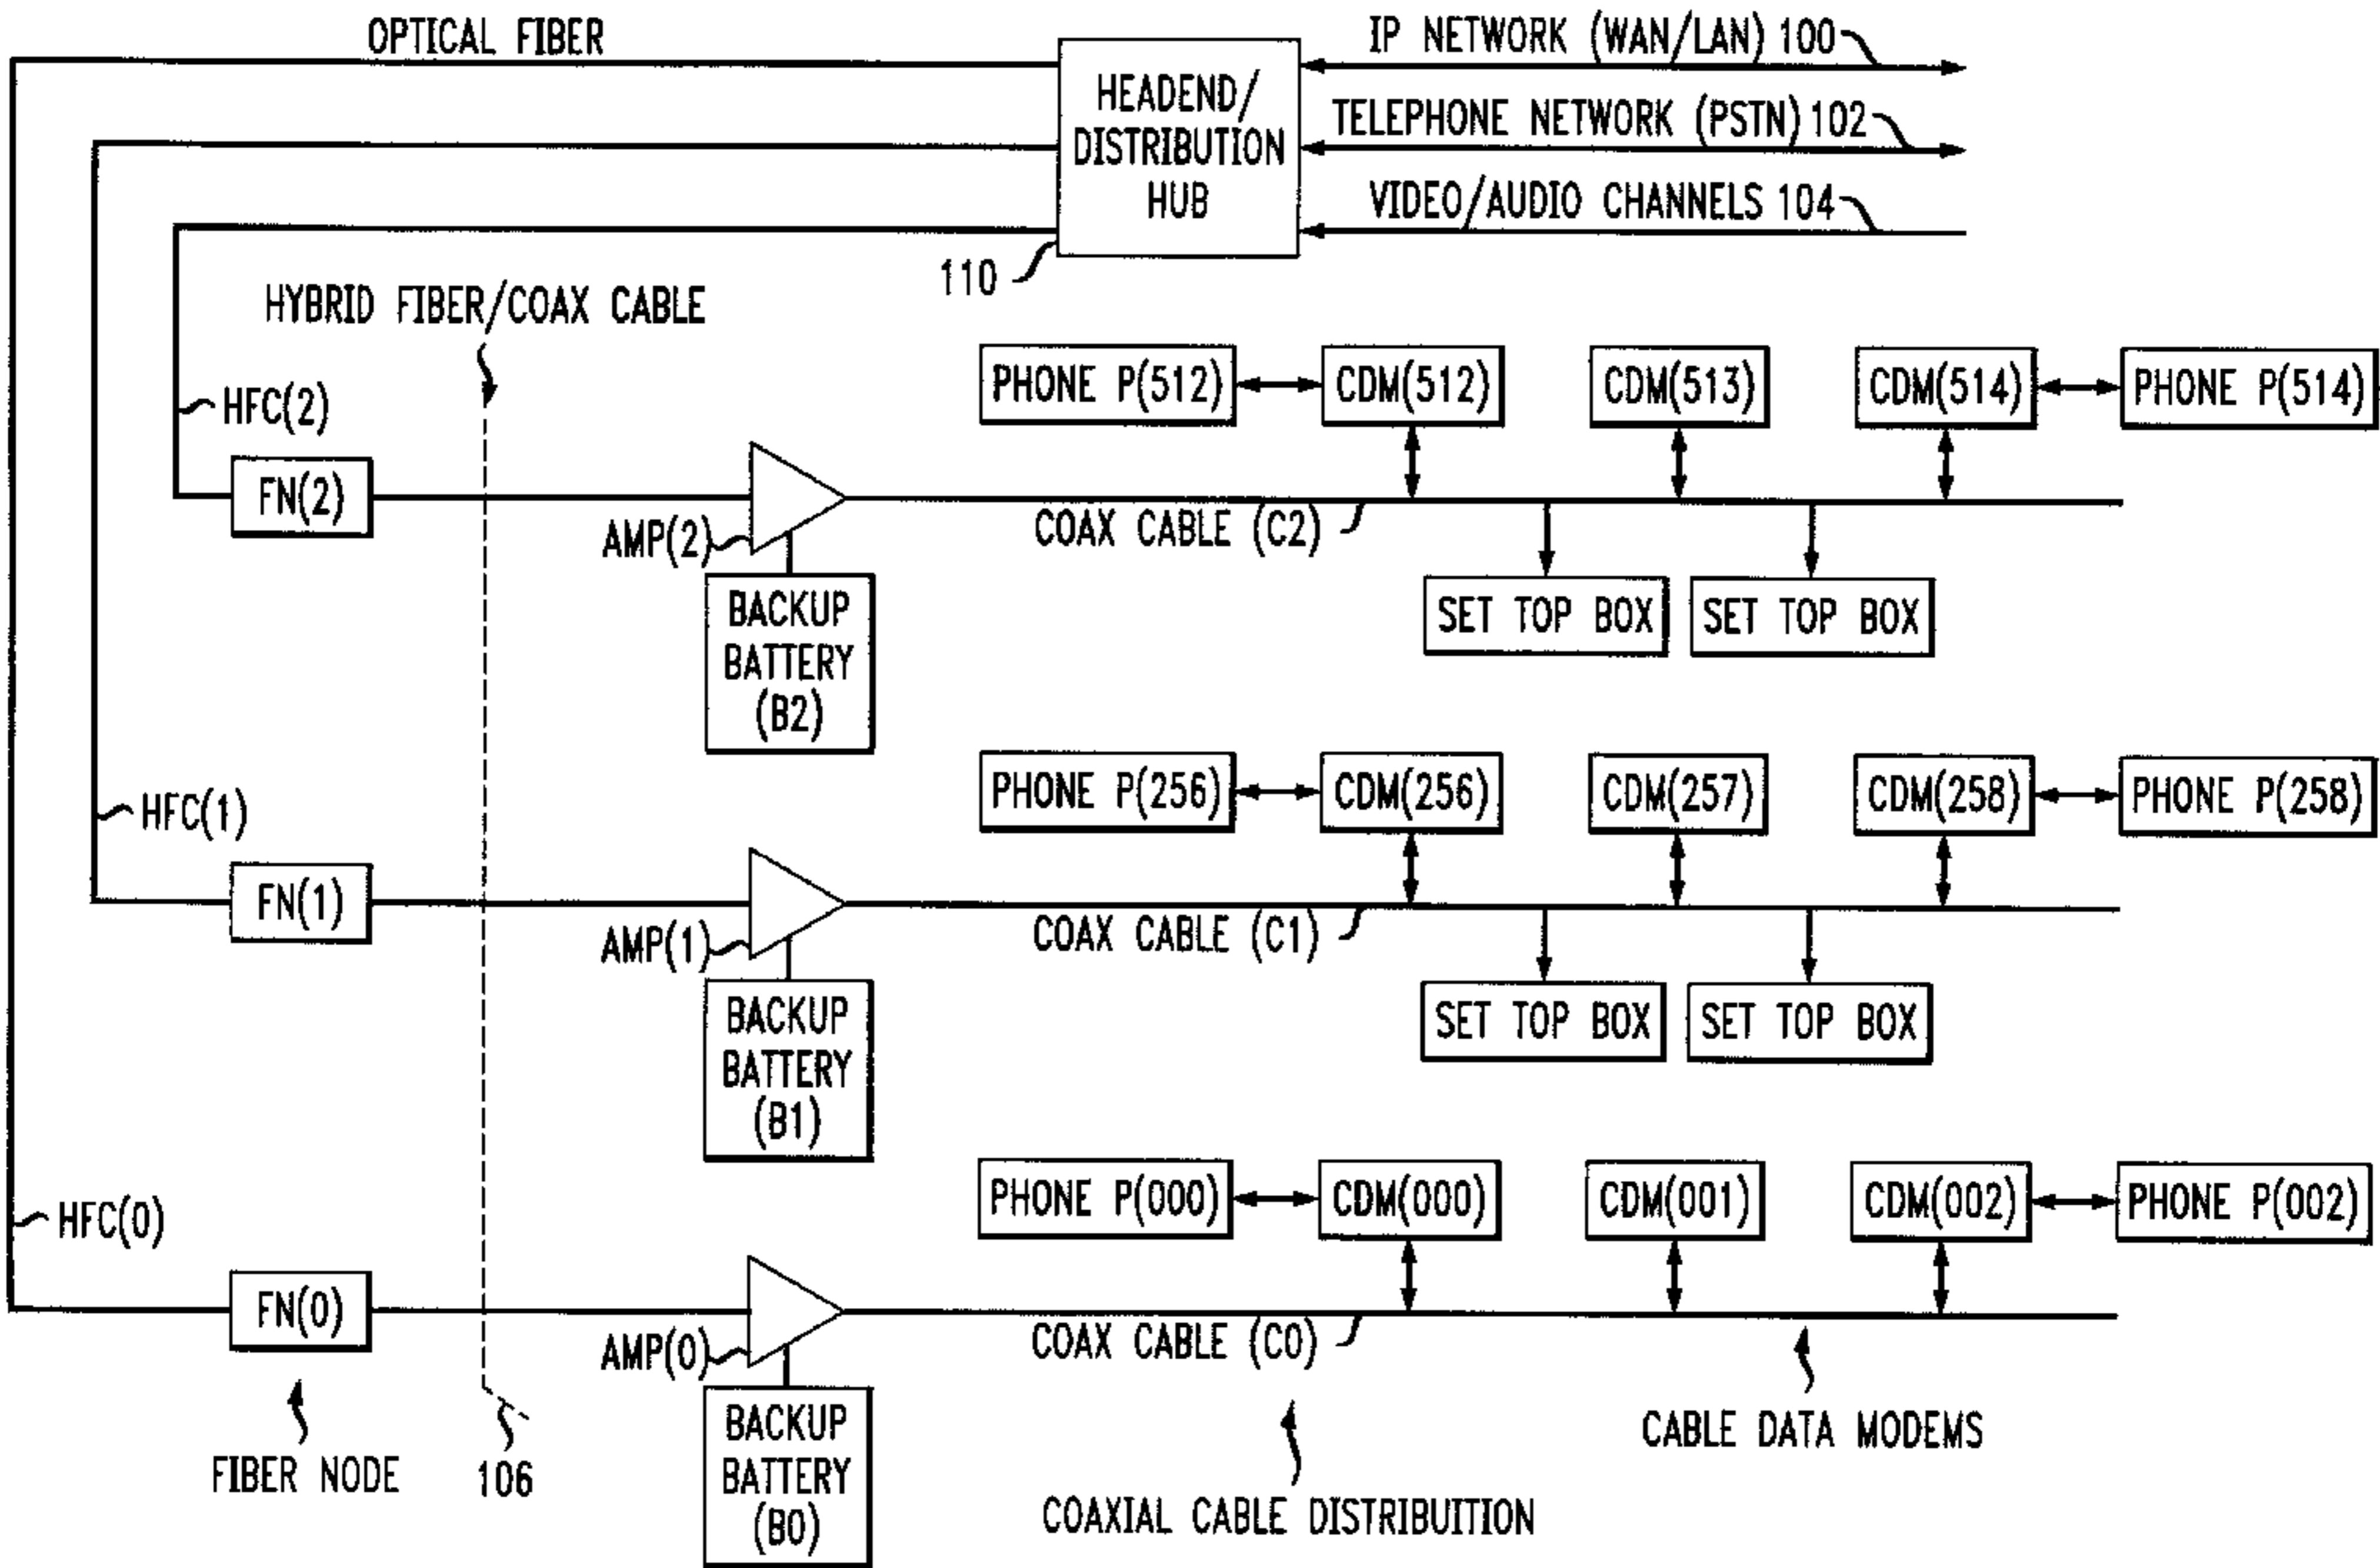 OPTICAL FIBER
HEADEND/
DISTRIBUTION
HUB
110
IP NETWORK (WAN/LAN) 100
TELEPHONE NETWORK (PSTN) 102
VIDEO/AUDIO CHANNELS 104
HYBRID FIBER/COAX CABLE
HFC(2)
FN(2)
AMP(2)
BACKUP
BATTERY
(B2)
PHONE P(512)
CDM(512)
CDM(513)
CDM(514)
PHONE P(514)
COAX CABLE (C2)
SET TOP BOX
SET TOP BOX
HFC(1)
FN(1)
AMP(1)
BACKUP
BATTERY
(B1)
PHONE P(256)
CDM(256)
CDM(257)
CDM(258)
PHONE P(258)
COAX CABLE (C1)
SET TOP BOX
SET TOP BOX
HFC(0)
FN(0)
AMP(0)
BACKUP
BATTERY
(B0)
PHONE P(000)
CDM(000)
CDM(001)
CDM(002)
PHONE P(002)
COAX CABLE (C0)
FIBER NODE
106
COAXIAL CABLE DISTRIBUITION
CABLE DATA MODEMS